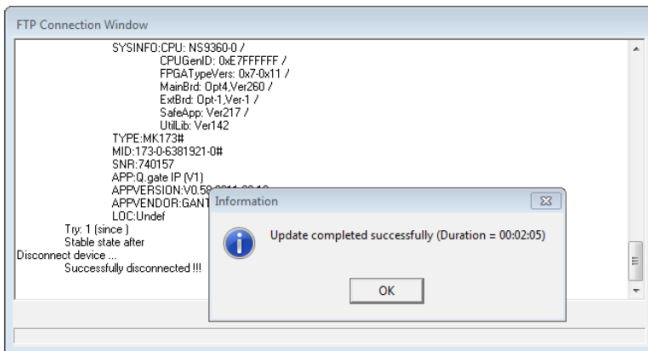 FTP Connection Window
SYSINFO:CPU: NS9360-0 /
CPUGenID: 0xE7FFFFFF /
FPGATypeVers: 0x7-0x11 /
MainBrd: Opt4,Ver260 /
ExtBrd: Opt-1,Ver-1 /
SafeApp: Ver217 /
UtilLib: Ver142
TYPE:MK173#
MID:173-0-6381921-0#
SNR:740157
APP:Q.gate IP (V1)
APPVERSION:V0.58
APPVENDOR:GANT
LOC:Undef
Try: 1 (since )
Stable state after
Disconnect device ...
Successfully disconnected !!!
Information
Update completed successfully (Duration = 00:02:05)
OK